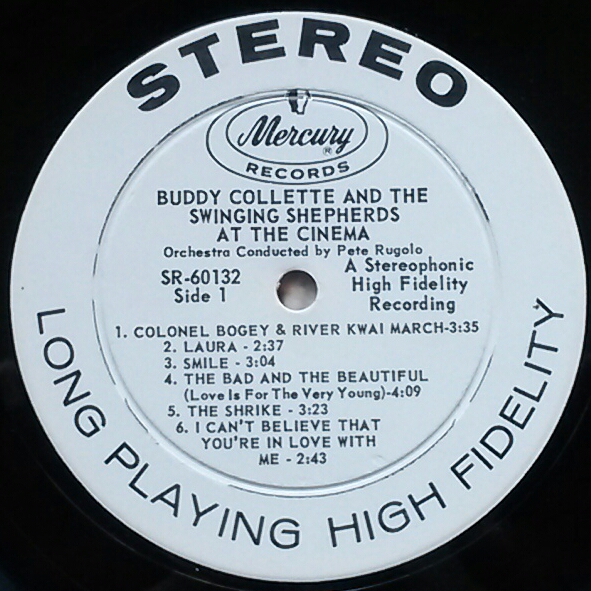 STEREO
Mercury
®
RECORDS
BUDDY COLLETTE AND THE
SWINGING SHEPHERDS
AT THE CINEMA
Orchestra Conducted by Pete Rugolo
SR-60132
Side 1
A Stereophonic
High Fidelity
Recording
1. COLONEL BOGEY & RIVER KWAI MARCH-3:35
2. LAURA - 2:37
3. SMILE - 3:04
4. THE BAD AND THE BEAUTIFUL
(Love Is For The Very Young)-4:09
5. THE SHRIKE - 3:23
6. I CAN'T BELIEVE THAT
YOU'RE IN LOVE WITH
ME - 2:43
LONG PLAYING HIGH FIDELITY